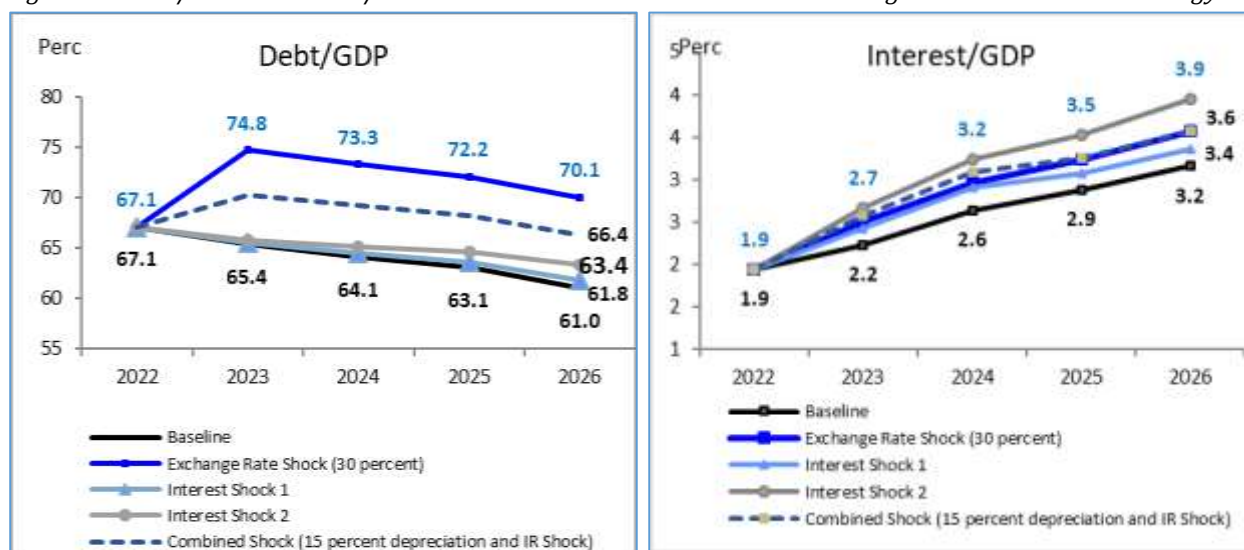 Perc
Debt/GDP
80
75
70
65
60
55
74.8
73.3
72.2
70.1
67.1
66.4
67.1
65.4
64.1
63.1
63.4
61.8
61.0
2022 2023 2024 2025 2026
Baseline
Exchange Rate Shock (30 percent)
Interest Shock 1
Interest Shock 2
Combined Shock (15 percent depreciation and IR Shock)
Perc
Interest/GDP
5
4
4
3
3
2
2
1
3.9
3.5
3.6
3.2
3.4
2.7
3.2
2.9
2.6
1.9
2.2
1.9
2022 2023 2024 2025 2026
Baseline
Exchange Rate Shock (30 percent)
Interest Shock 1
Interest Shock 2
Combined Shock (15 percent depreciation and IR Shock)